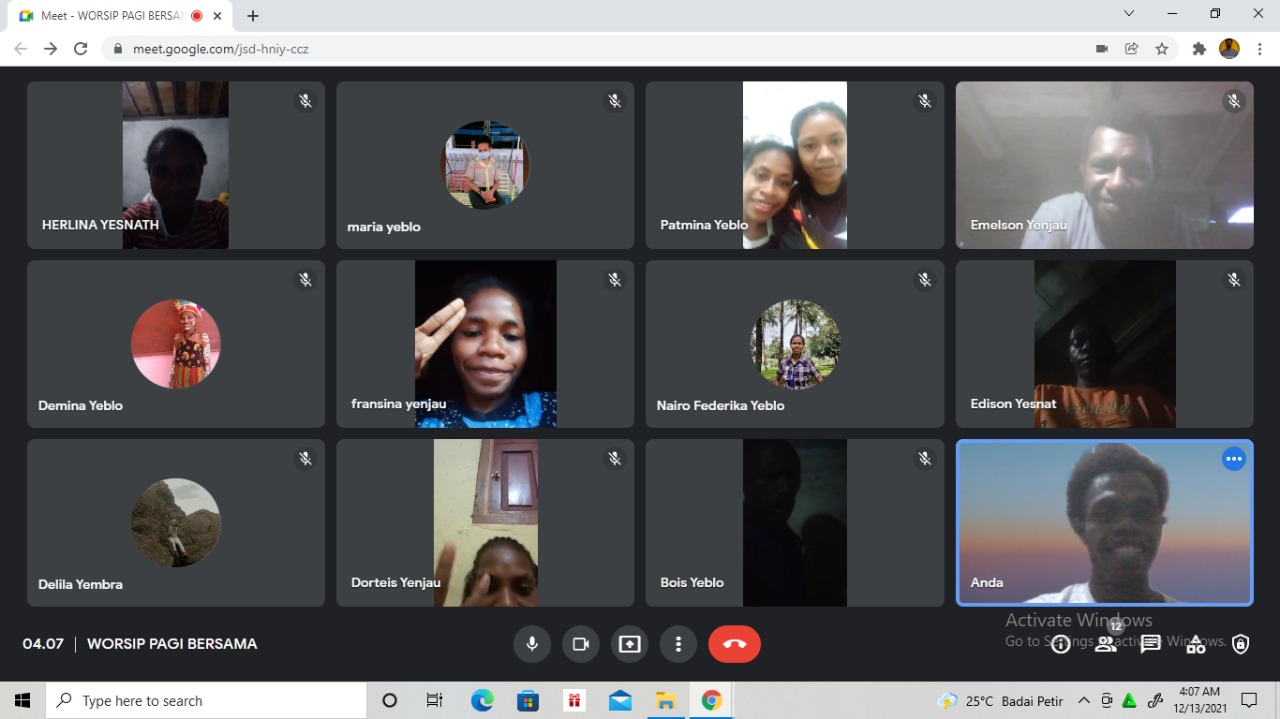 Meet - WORSIP PAGI BERSA
meet.google.com/jsd-hniy-ccz
HERLINA YESNATH
maria yeblo
Patmina Yeblo
Emelson Yenjau
Demina Yeblo
fransina yenjau
Nairo Federika Yeblo
Edison Yesnat
Delila Yembra
Dorteis Yenjau
Bois Yeblo
Anda
Activate Windows
Go to Settings to activate Windows.
12
04.07 | WORSIP PAGI BERSAMA
Type here to search
25°C Badai Petir
4:07 AM
12/13/2021